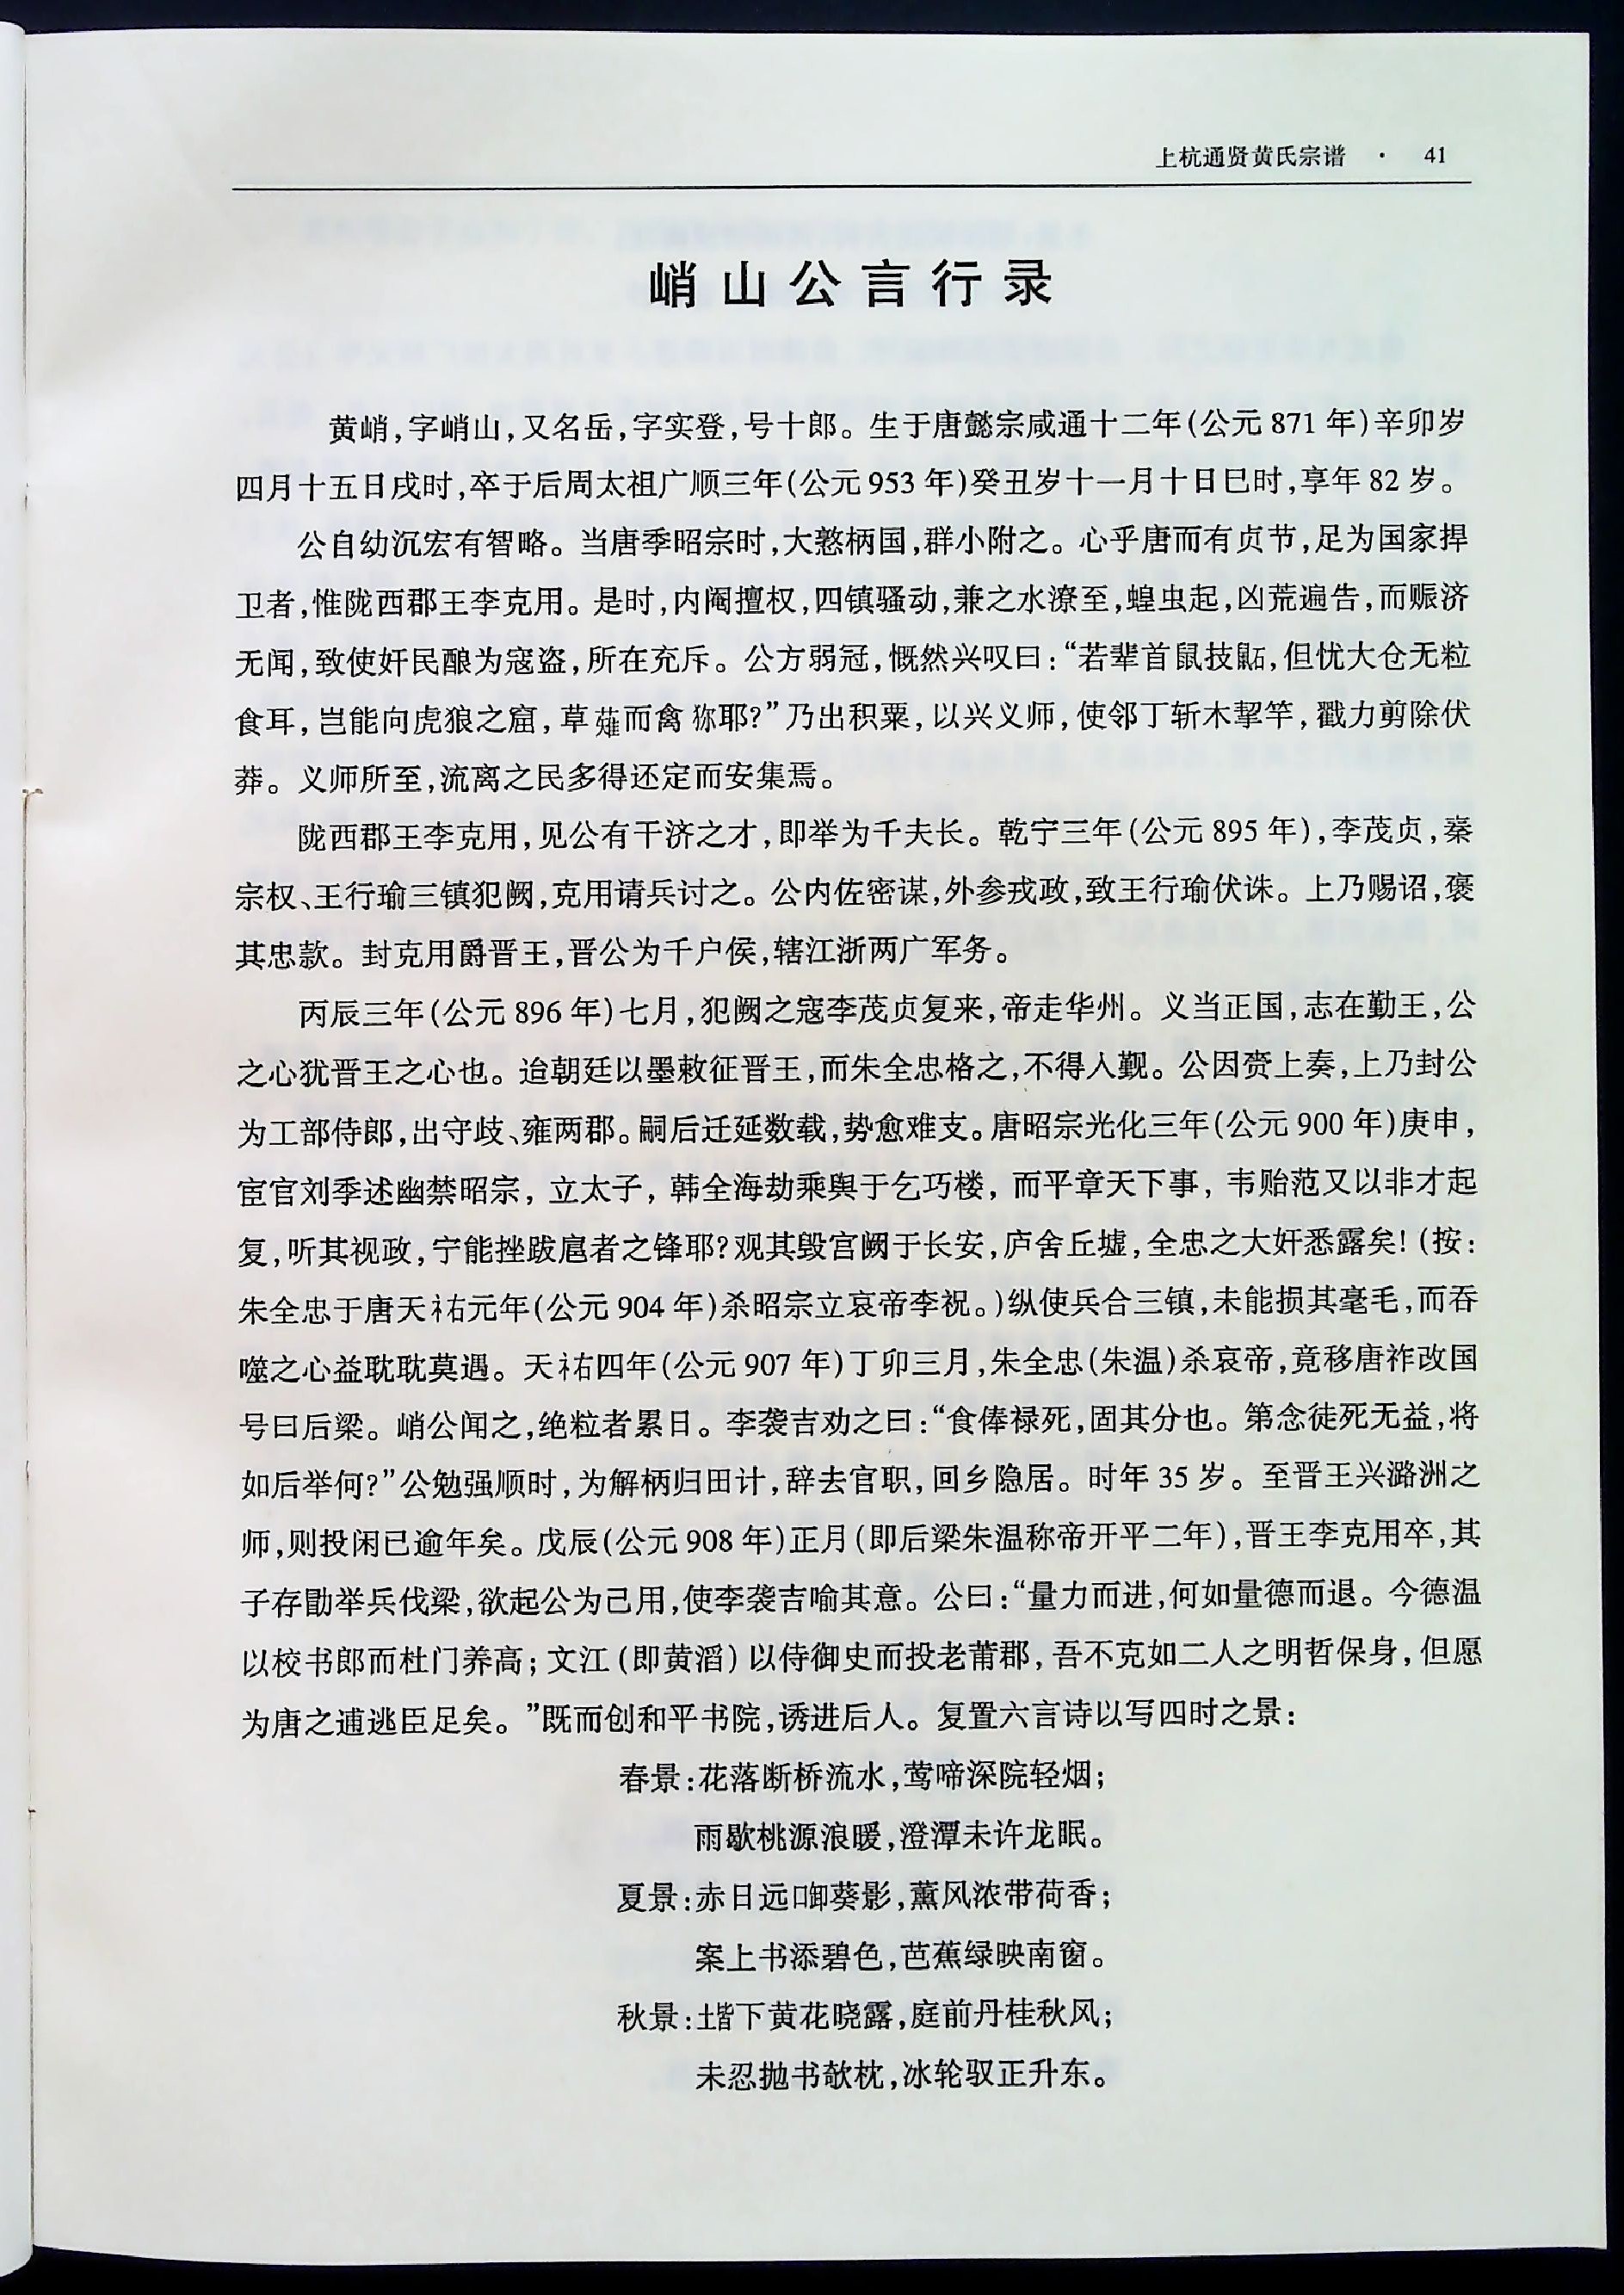 上杭通贤黄氏宗谱 · 41
峭山公言行录
黄峭,字峭山,又名岳,字实登,号十郎。生于唐懿宗咸通十二年(公元871年)辛卯岁
四月十五日戌时,卒于后周太祖广顺三年(公元953年)癸丑岁十一月十日巳时,享年82岁。
公自幼沉宏有智略。当唐季昭宗时,大憝柄国,群小附之。心乎唐而有贞节,足为国家捍
卫者,惟陇西郡王李克用。是时,内阉擅权,四镇骚动,兼之水潦至,蝗虫起,凶荒遍告,而赈济
无闻,致使奸民酿为寇盗,所在充斥。公方弱冠,慨然兴叹曰:“若辈首鼠技鼫,但忧大仓无粒
食耳,岂能向虎狼之窟,草薙而禽狝耶?”乃出积粟,以兴义师,使邻丁斩木挈竿,戳力剪除伏
莽。义师所至,流离之民多得还定而安集焉。
陇西郡王李克用,见公有干济之才,即举为千夫长。乾宁三年(公元895年),李茂贞,蓁
宗权、王行瑜三镇犯阙,克用请兵讨之。公内佐密谋,外参戎政,致王行瑜伏诛。上乃赐诏,褒
其忠款。封克用爵晋王,晋公为千户侯,辖江浙两广军务。
丙辰三年(公元896年)七月,犯阙之寇李茂贞复来,帝走华州。义当正国,志在勤王,公
之心犹晋王之心也。迨朝廷以墨敕征晋王,而朱全忠格之,不得人觐。公因赍上奏,上乃封公
为工部侍郎,出守歧、雍两郡。嗣后迁延数载,势愈难支。唐昭宗光化三年(公元900年)庚申,
宦官刘季述幽禁昭宗,立太子,韩全海劫乘舆于乞巧楼,而平章天下事,韦贻范又以非才起
复,听其视政,宁能挫跋扈者之锋耶?观其毁宫阙于长安,庐舍丘墟,全忠之大奸悉露矣!(按:
朱全忠于唐天祐元年(公元904年)杀昭宗立哀帝李祝。)纵使兵合三镇,未能损其毫毛,而吞
噬之心益耽耽莫遇。天祐四年(公元907年)丁卯三月,朱全忠(朱温)杀哀帝,竟移唐祚改国
号曰后梁。峭公闻之,绝粒者累日。李袭吉劝之曰:“食俸禄死,固其分也。第念徒死无益,将
如后举何?”公勉强顺时,为解柄归田计,辞去官职,回乡隐居。时年35岁。至晋王兴潞洲之
师,则投闲已逾年矣。戊辰(公元908年)正月(即后梁朱温称帝开平二年),晋王李克用卒,其
子存勖举兵伐梁,欲起公为己用,使李袭吉喻其意。公曰:“量力而进,何如量德而退。今德温
以校书郎而杜门养高;文江(即黄滔)以侍御史而投老莆郡,吾不克如二人之明哲保身,但愿
为唐之逋逃臣足矣。”既而创和平书院,诱进后人。复置六言诗以写四时之景:
春景:花落断桥流水,莺啼深院轻烟;
雨歇桃源浪暖,澄潭未许龙眠。
夏景:赤日远啣葵影,薰风浓带荷香;
案上书添碧色,芭蕉绿映南窗。
秋景:堦下黄花晓露,庭前丹桂秋风;
未忍抛书欹枕,冰轮驭正升东。